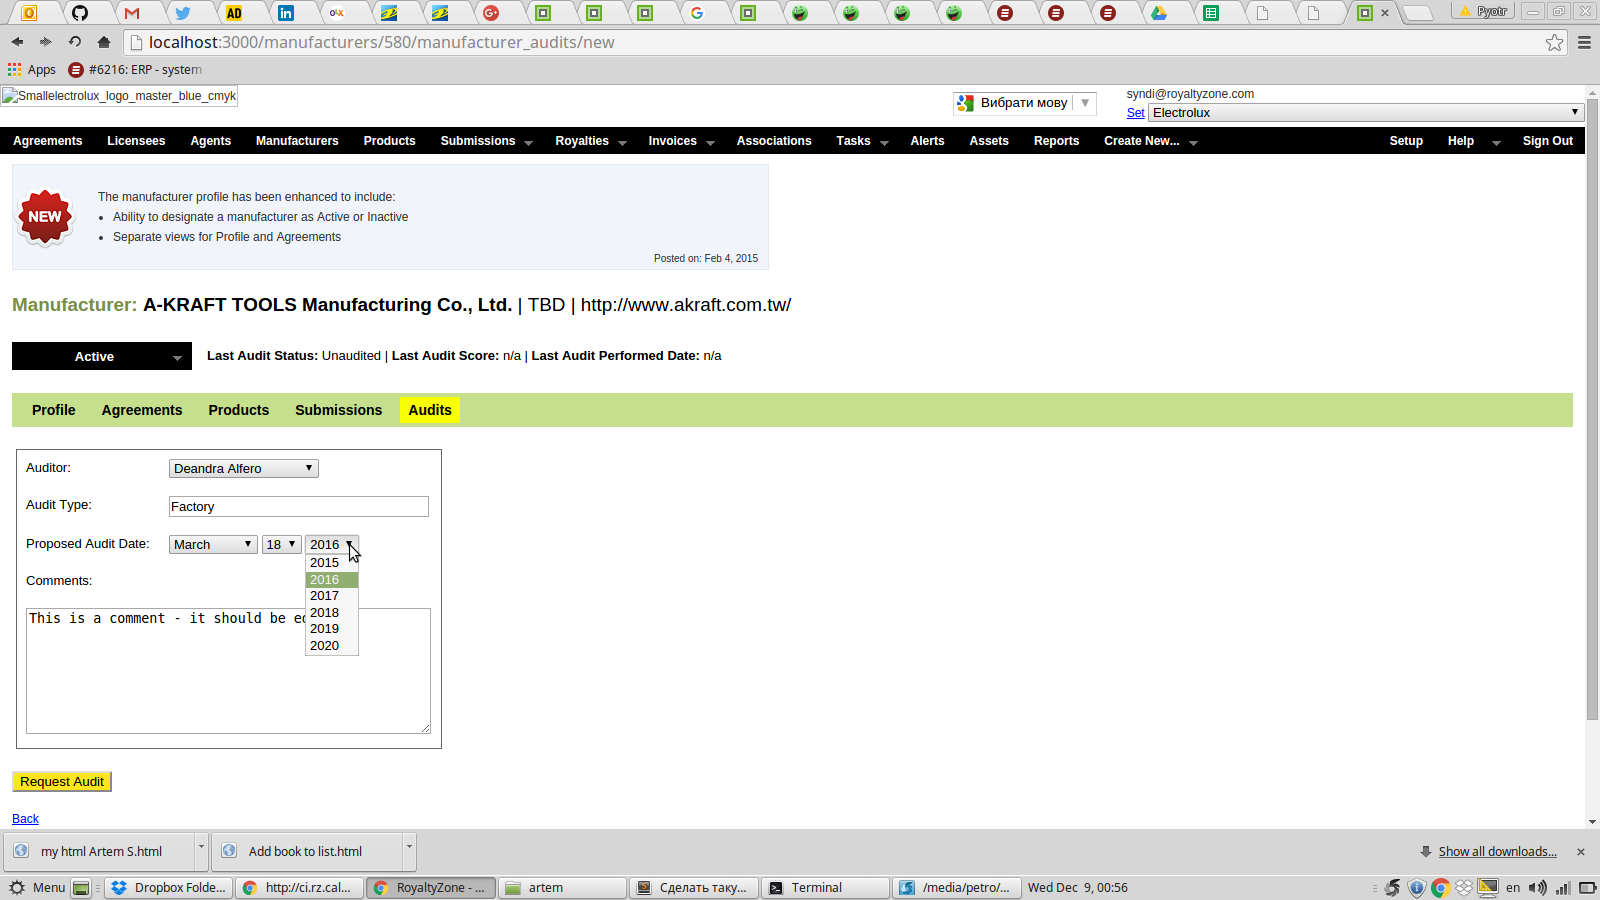 Pyotr
localhost:3000/manufacturers/580/manufacturer_audits/new
Apps #6216: ERP - system
Smallelectrolux_logo_master_blue_cmyk
Вибрати мову
syndi@royaltyzone.com
Set Electrolux
Agreements Licensees Agents Manufacturers Products Submissions Royalties Invoices Associations Tasks Alerts Assets Reports Create New... Setup Help Sign Out
NEW
The manufacturer profile has been enhanced to include:
• Ability to designate a manufacturer as Active or Inactive
• Separate views for Profile and Agreements
Posted on: Feb 4, 2015
Manufacturer: A-KRAFT TOOLS Manufacturing Co., Ltd. | TBD | http://www.akraft.com.tw/
Active Last Audit Status: Unaudited | Last Audit Score: n/a | Last Audit Performed Date: n/a
Profile Agreements Products Submissions Audits
Auditor: Deandra Alfero
Audit Type: Factory
Proposed Audit Date: March 18 2016
2015
2016
2017
2018
2019
2020
Comments:
This is a comment - it should be
Request Audit
Back
my html Artem S.html Add book to list.html Show all downloads...
Menu Dropbox Folde... http://ci.rz.cal... RoyaltyZone - ... artem Сделать таку... Terminal /media/petro/... Wed Dec 9, 00:56 en